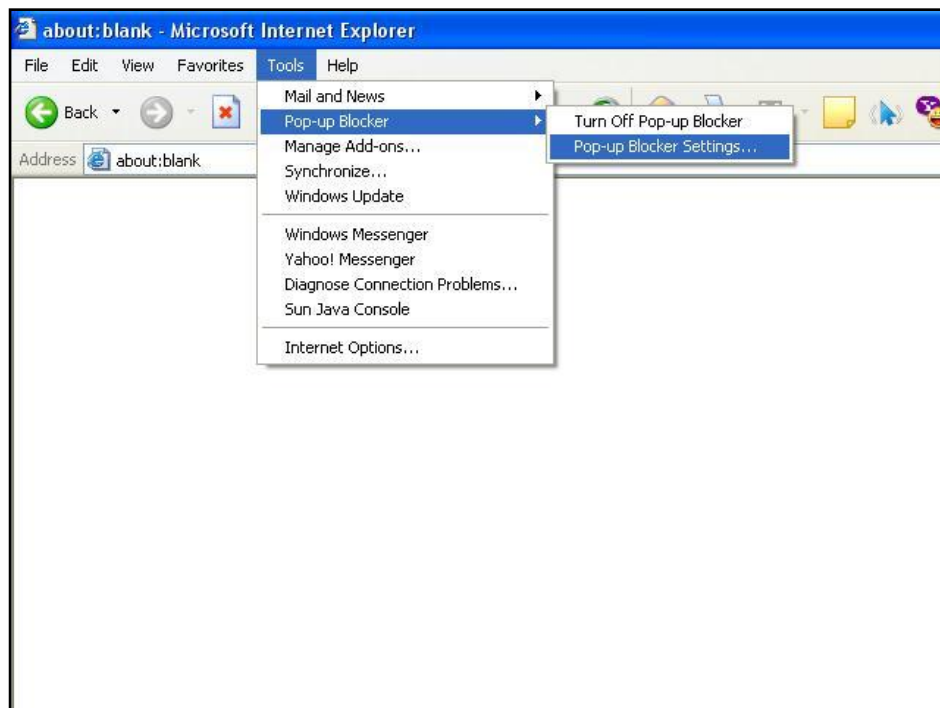 about:blank - Microsoft Internet Explorer
File Edit View Favorites Tools Help
Back
Address about:blank
Mail and News
Pop-up Blocker
Manage Add-ons...
Synchronize...
Windows Update
Windows Messenger
Yahoo! Messenger
Diagnose Connection Problems...
Sun Java Console
Internet Options...
Turn Off Pop-up Blocker
Pop-up Blocker Settings...